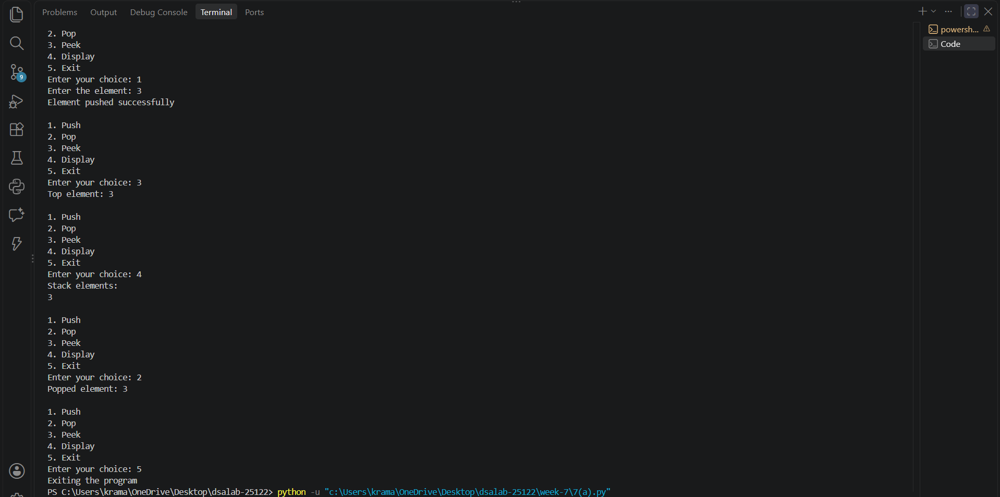 Problems Output Debug Console Terminal Ports
powersh...
Code
9
2. Pop
3. Peek
4. Display
5. Exit
Enter your choice: 1
Enter the element: 3
Element pushed successfully
1. Push
2. Pop
3. Peek
4. Display
5. Exit
Enter your choice: 3
Top element: 3
1. Push
2. Pop
3. Peek
4. Display
5. Exit
Enter your choice: 4
Stack elements:
3
1. Push
2. Pop
3. Peek
4. Display
5. Exit
Enter your choice: 2
Popped element: 3
1. Push
2. Pop
3. Peek
4. Display
5. Exit
Enter your choice: 5
Exiting the program
PS C:\Users\krama\OneDrive\Desktop\dsalab-25122> python -u "c:\Users\krama\OneDrive\Desktop\dsalab-25122\week-7\7(a).py"